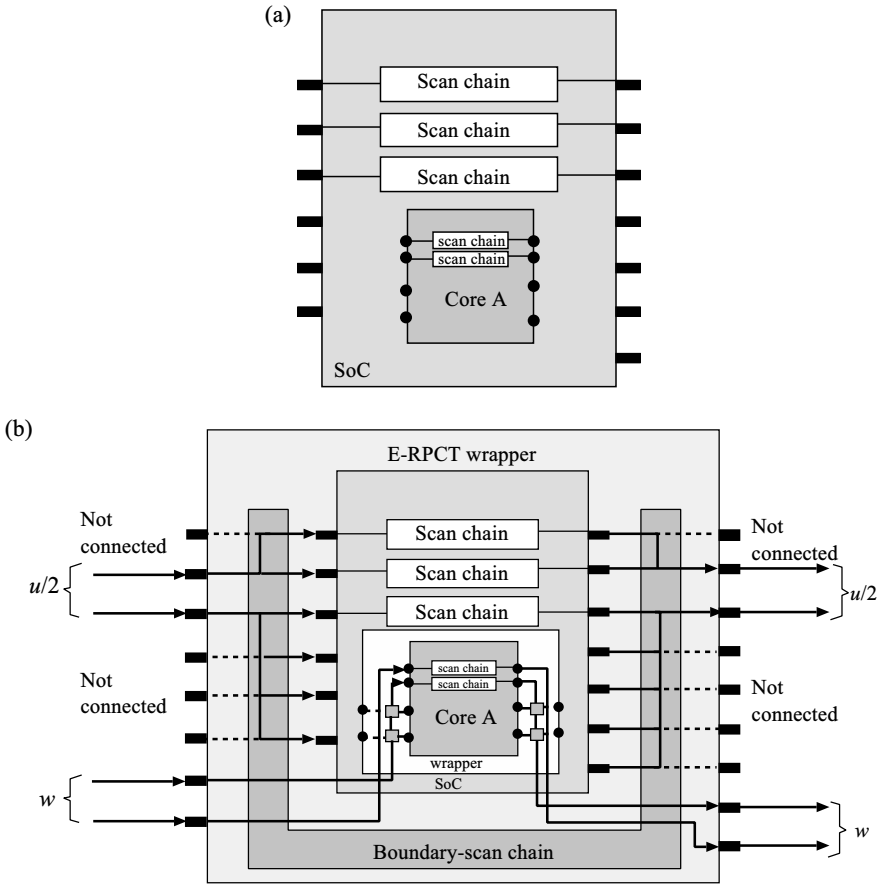 (a)
Scan chain
Scan chain
Scan chain
scan chain
scan chain
Core A
SoC
(b)
E-RPCT wrapper
Not
connected
Not
connected
Scan chain
u/2
Scan chain
u/2
Scan chain
scan chain
scan chain
Not
connected
Core A
Not
connected
wrapper
SoC
w
w
Boundary-scan chain